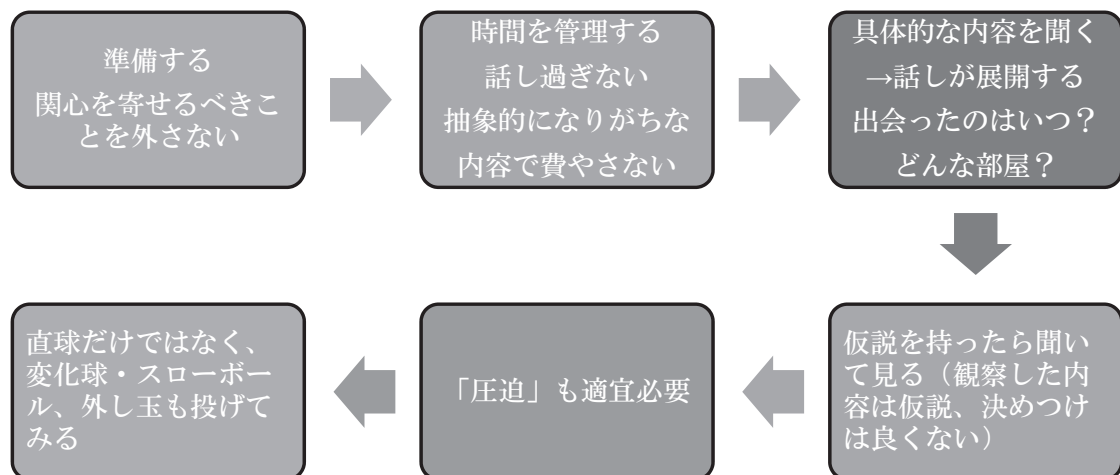 準備する
関心を寄せるべきこ
とを外さない
時間を管理する
話し過ぎない
抽象的になりがちな
内容で費やさない
具体的な内容を聞く
→話しが展開する
出会ったのはいつ？
どんな部屋？
仮説を持ったら聞い
て見る（観察した内
容は仮説、決めつけ
は良くない）
「圧迫」も適宜必要
直球だけではなく、
変化球・スローボー
ル、外し玉も投げて
みる